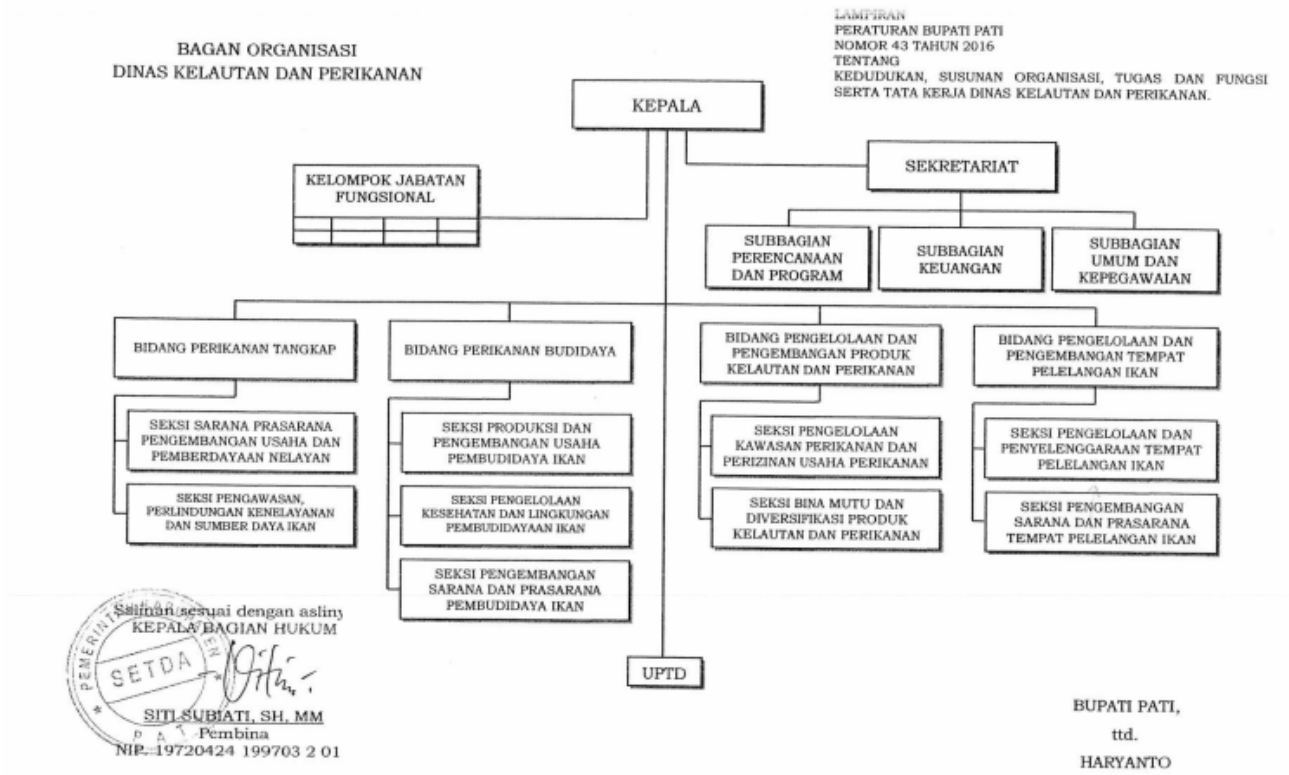 BAGAN ORGANISASI
DINAS KELAUTAN DAN PERIKANAN
LAMPIRAN
PERATURAN BUPATI PATI
NOMOR 43 TAHUN 2016
TENTANG
KEDUDUKAN, SUSUNAN ORGANISASI, TUGAS DAN FUNGSI
SERTA TATA KERJA DINAS KELAUTAN DAN PERIKANAN.
KEPALA
KELOMPOK JABATAN
FUNGSIONAL
SEKRETARIAT
SUBBAGIAN
PERENCANAAN
DAN PROGRAM
SUBBAGIAN
KEUANGAN
SUBBAGIAN
UMUM DAN
KEPEGAWAIAN
BIDANG PERIKANAN TANGKAP
BIDANG PERIKANAN BUDIDAYA
BIDANG PENGELOLAAN DAN
PENGEMBANGAN PRODUK
KELAUTAN DAN PERIKANAN
BIDANG PENGELOLAAN DAN
PENGEMBANGAN TEMPAT
PELELANGAN IKAN
SEKSI SARANA PRASARANA
PENGEMBANGAN USAHA DAN
PEMBERDAYAAN NELAYAN
SEKSI PRODUKSI DAN
PENGEMBANGAN USAHA
PEMBUDIDAYA IKAN
SEKSI PENGELOLAAN
KAWASAN PERIKANAN DAN
PERIZINAN USAHA PERIKANAN
SEKSI PENGELOLAAN DAN
PENYELENGGARAAN TEMPAT
PELELANGAN IKAN
SEKSI PENGAWASAN,
PERLINDUNGAN KENELAYANAN
DAN SUMBER DAYA IKAN
SEKSI PENGELOLAAN
KESEHATAN DAN LINGKUNGAN
PEMBUDIDAYAAN IKAN
SEKSI BINA MUTU DAN
DIVERSIFIKASI PRODUK
KELAUTAN DAN PERIKANAN
SEKSI PENGEMBANGAN
SARANA DAN PRASARANA
TEMPAT PELELANGAN IKAN
SEKSI PENGEMBANGAN
SARANA DAN PRASARANA
PEMBUDIDAYA IKAN
UPTD
Salinan sesuai dengan asliny
KEPALA BAGIAN HUKUM
PEMERINTAH KABUPATEN
SETDA
PATI
SITI SUBIATI, SH, MM
Pembina
NIP. 19720424 199703 2 01
BUPATI PATI,
ttd.
HARYANTO